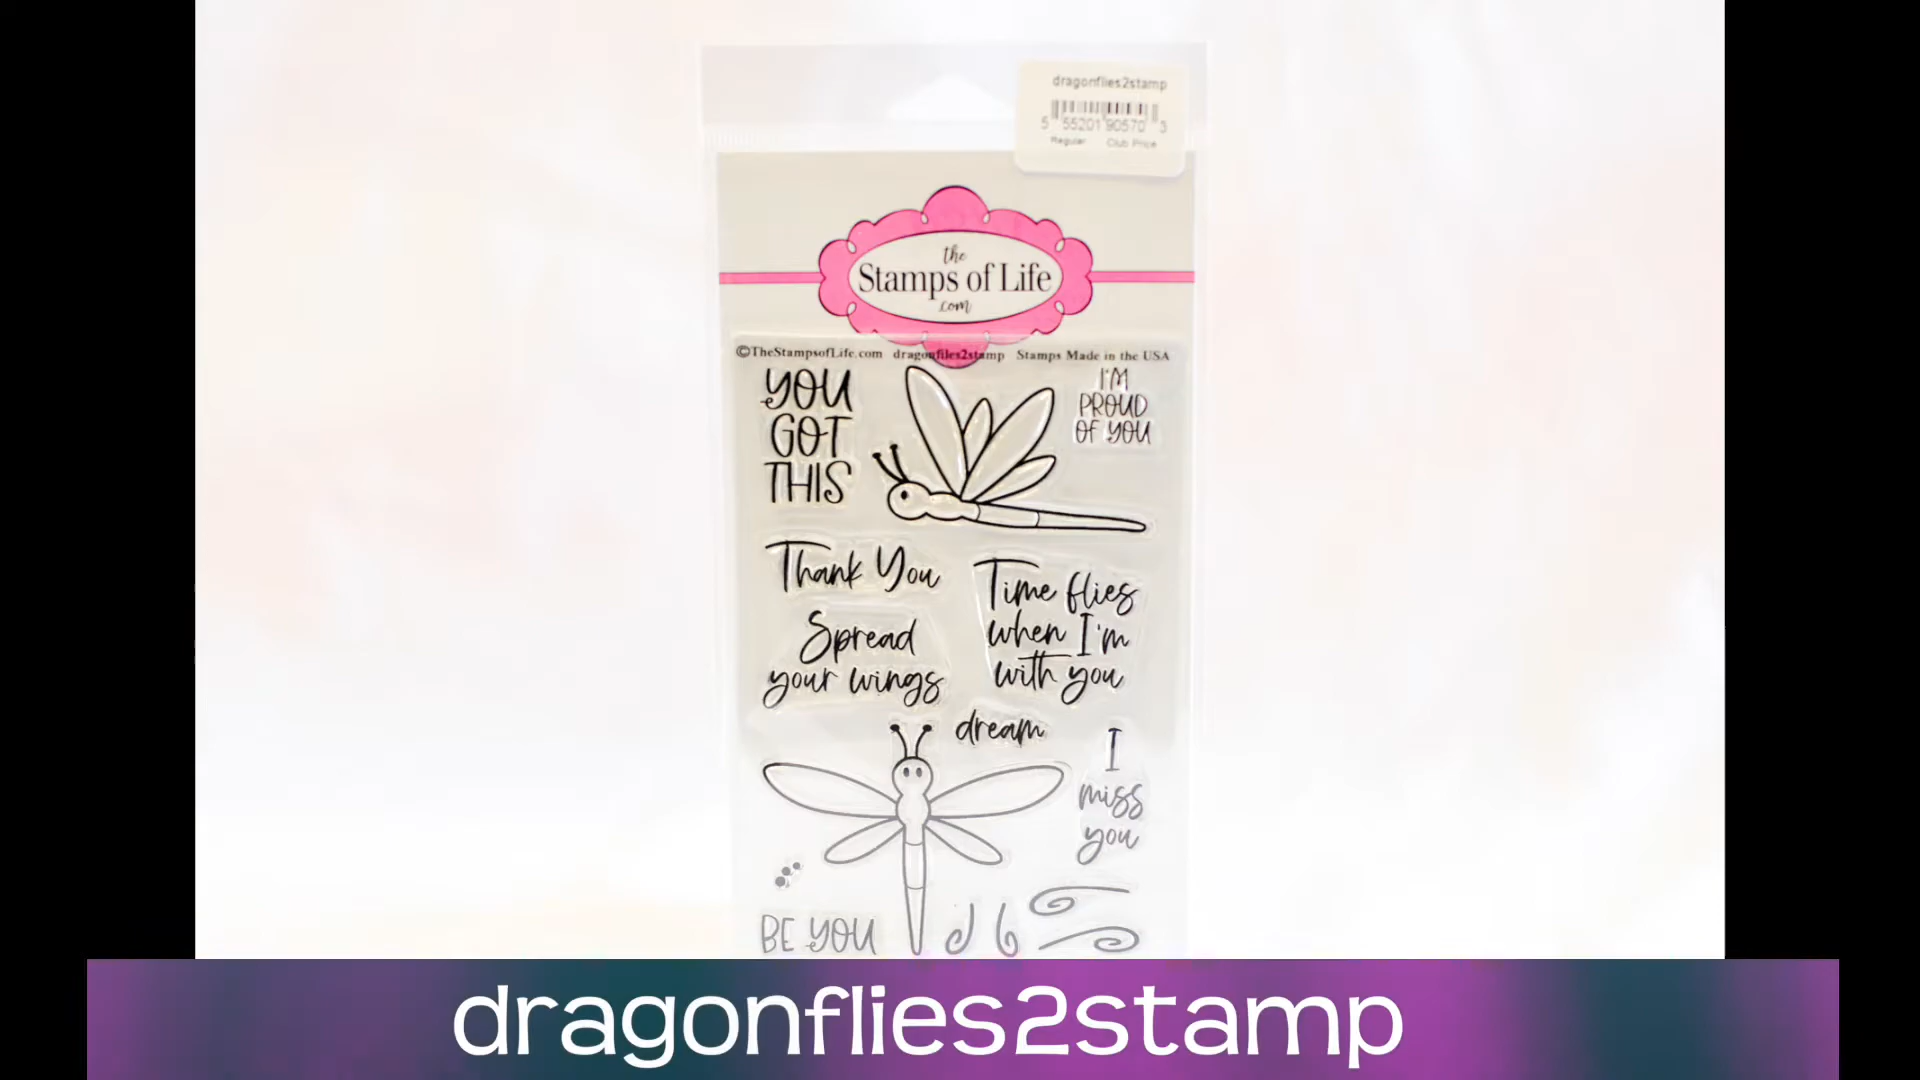 dragonflies2stamp
5 55201 90570 3
Regular Club Price
the
Stamps of Life
.com
©TheStampsofLife.com dragonflies2stamp Stamps Made in the USA
YOU
GOT
THIS
I'M
PROUD
OF YOU
Thank You
Time flies
when I'm
with you
Spread
your wings
dream
I
miss
you
BE YOU
dragonflies2stamp